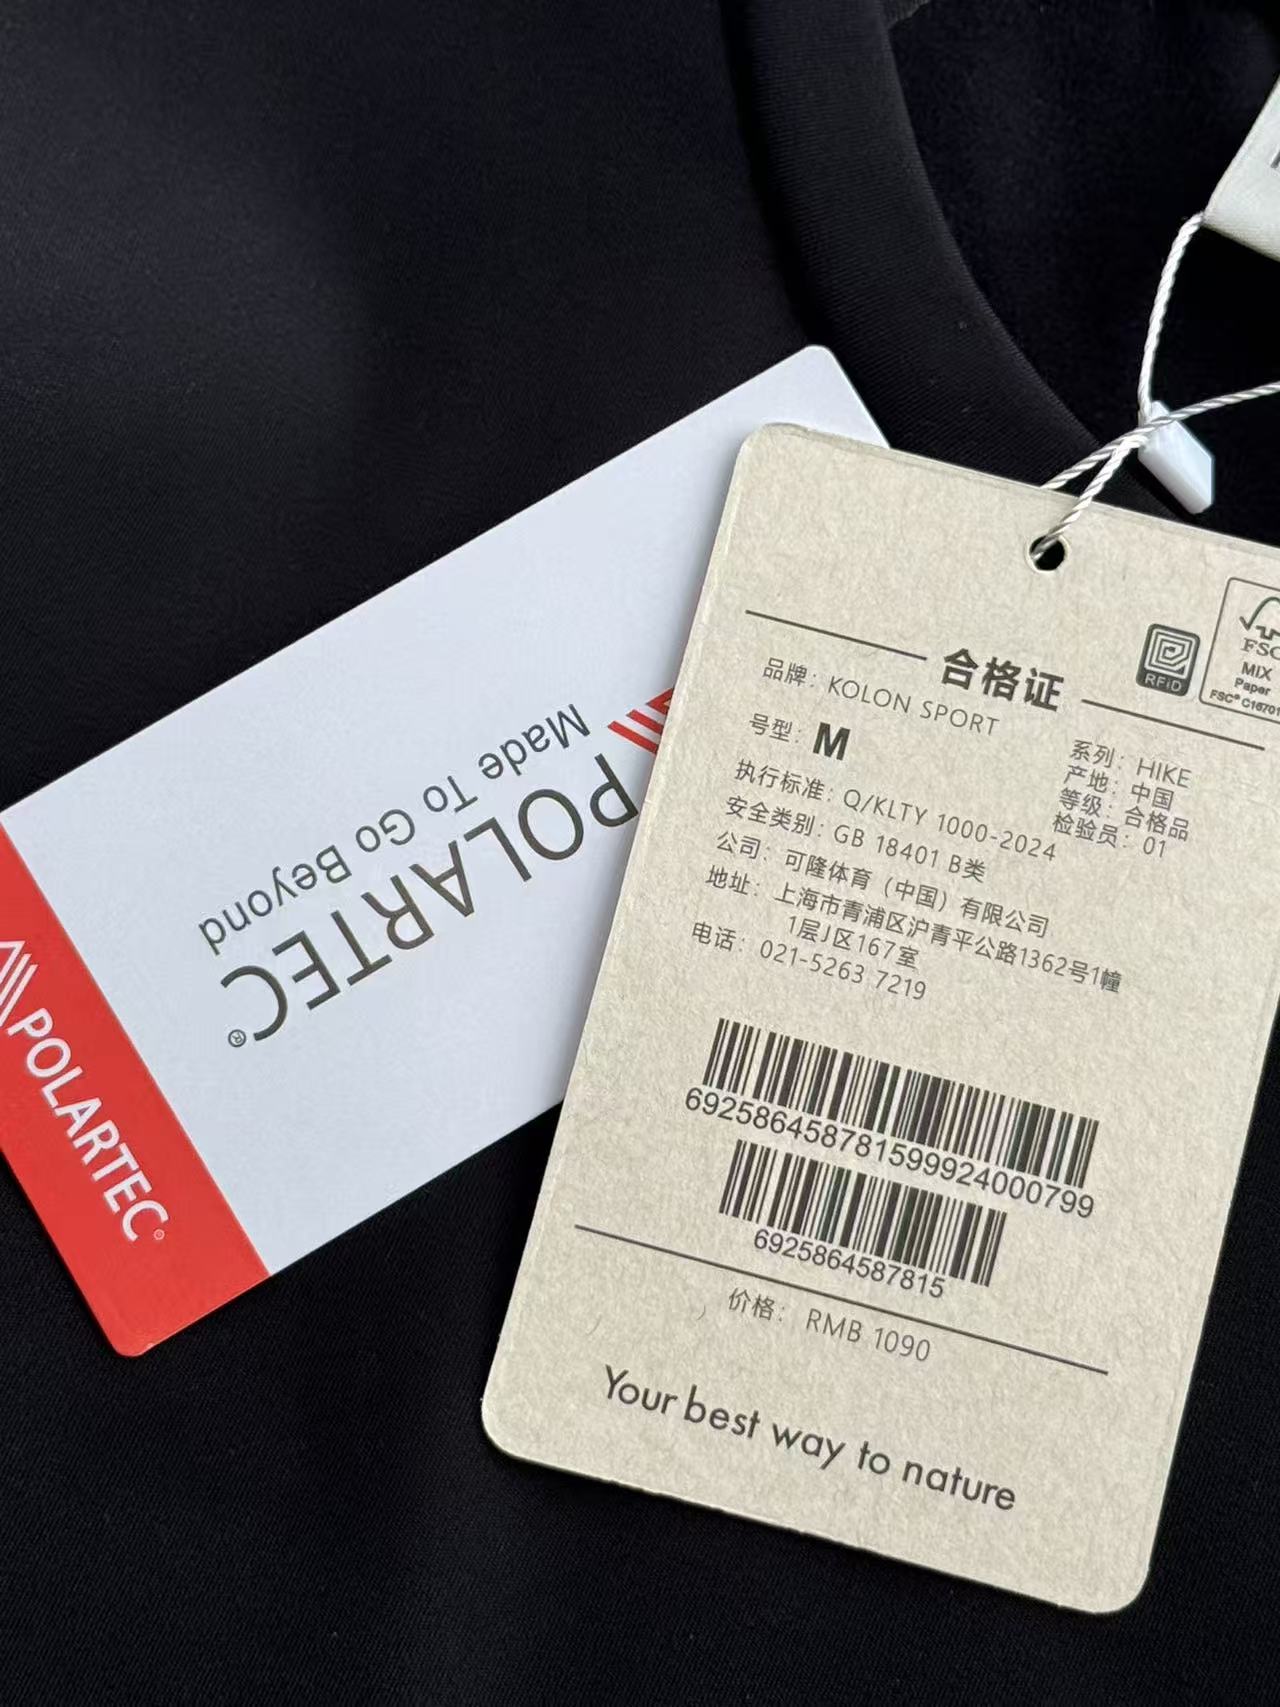 POLARTEC®
Made To Go Beyond
POLARTEC®
合格证
RFID
FSC
MIX
Paper
品牌：KOLON SPORT
号型：M
系列：HIKE
产地：中国
等级：合格品
检验员：01
执行标准：Q/KLTY 1000-2024
安全类别：GB 18401 B类
公司：可隆体育（中国）有限公司
地址：上海市青浦区沪青平公路1362号1幢
1层J区167室
电话：021-5263 7219
692586458781599924000799
6925864587815
价格：RMB 1090
Your best way to nature